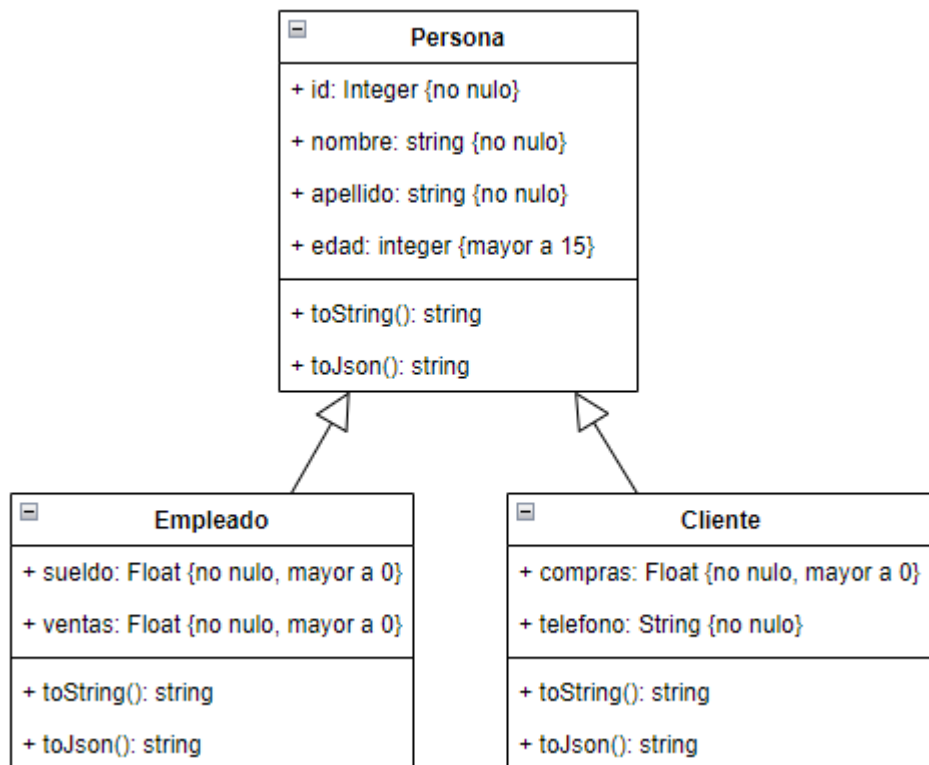 Persona
+ id: Integer {no nulo}
+ nombre: string {no nulo}
+ apellido: string {no nulo}
+ edad: integer {mayor a 15}
+ toString(): string
+ toJson(): string
Empleado
+ sueldo: Float {no nulo, mayor a 0}
+ ventas: Float {no nulo, mayor a 0}
+ toString(): string
+ toJson(): string
Cliente
+ compras: Float {no nulo, mayor a 0}
+ telefono: String {no nulo}
+ toString(): string
+ toJson(): string